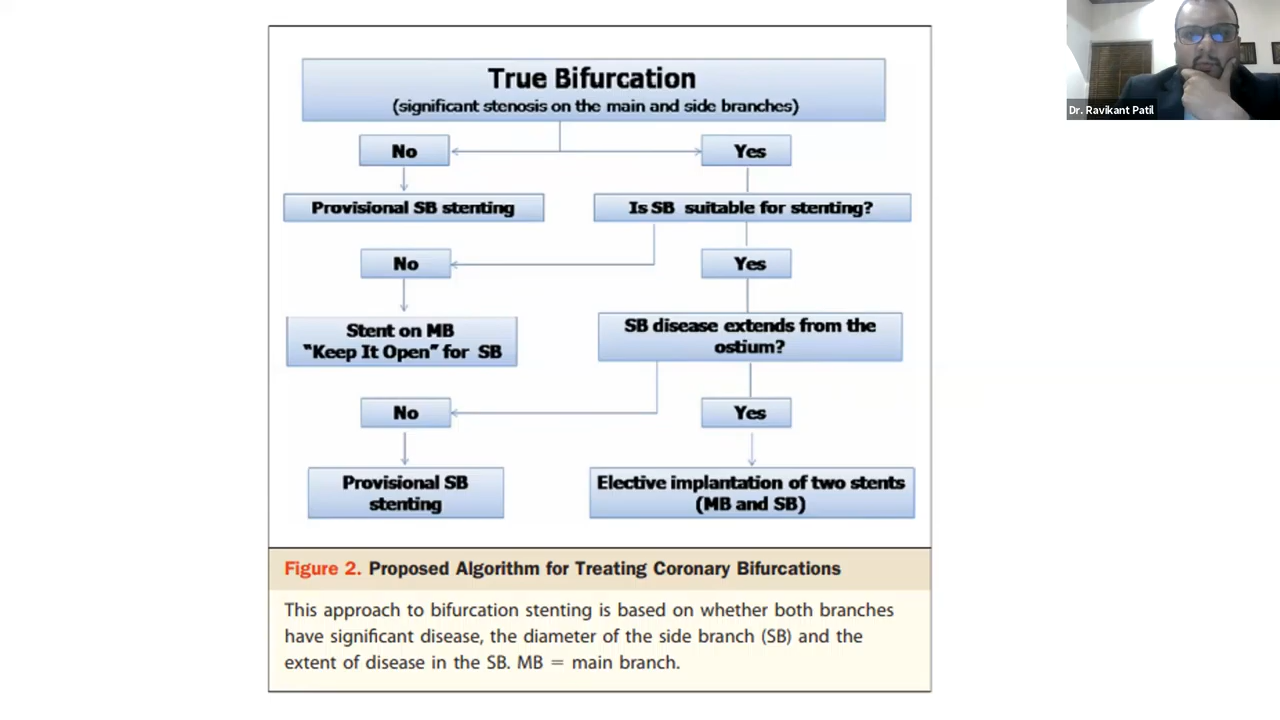 True Bifurcation
(significant stenosis on the main and side branches)
No
Yes
Provisional SB stenting
Is SB suitable for stenting?
No
Yes
Stent on MB
"Keep It Open" for SB
SB disease extends from the
ostium?
No
Yes
Provisional SB
stenting
Elective implantation of two stents
(MB and SB)
Figure 2. Proposed Algorithm for Treating Coronary Bifurcations
This approach to bifurcation stenting is based on whether both branches
have significant disease, the diameter of the side branch (SB) and the
extent of disease in the SB. MB = main branch.
Dr. Ravikant Patil